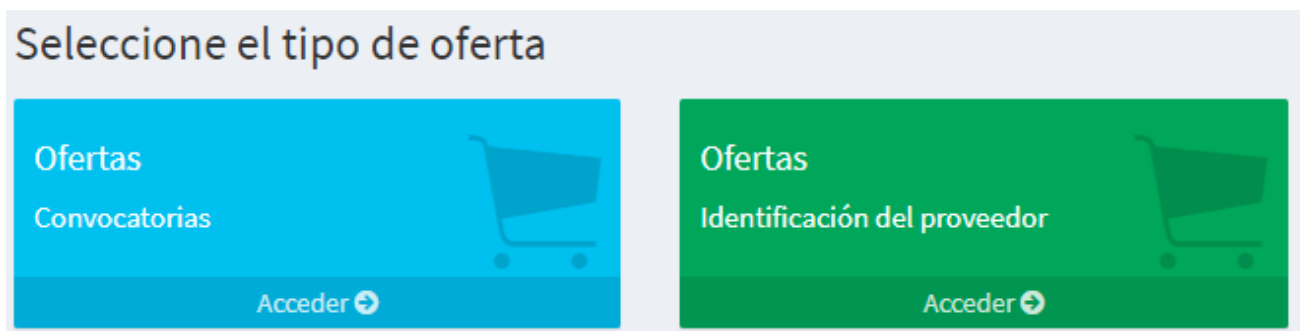 Seleccione el tipo de oferta
Ofertas
Convocatorias
Acceder
Ofertas
Identificación del proveedor
Acceder